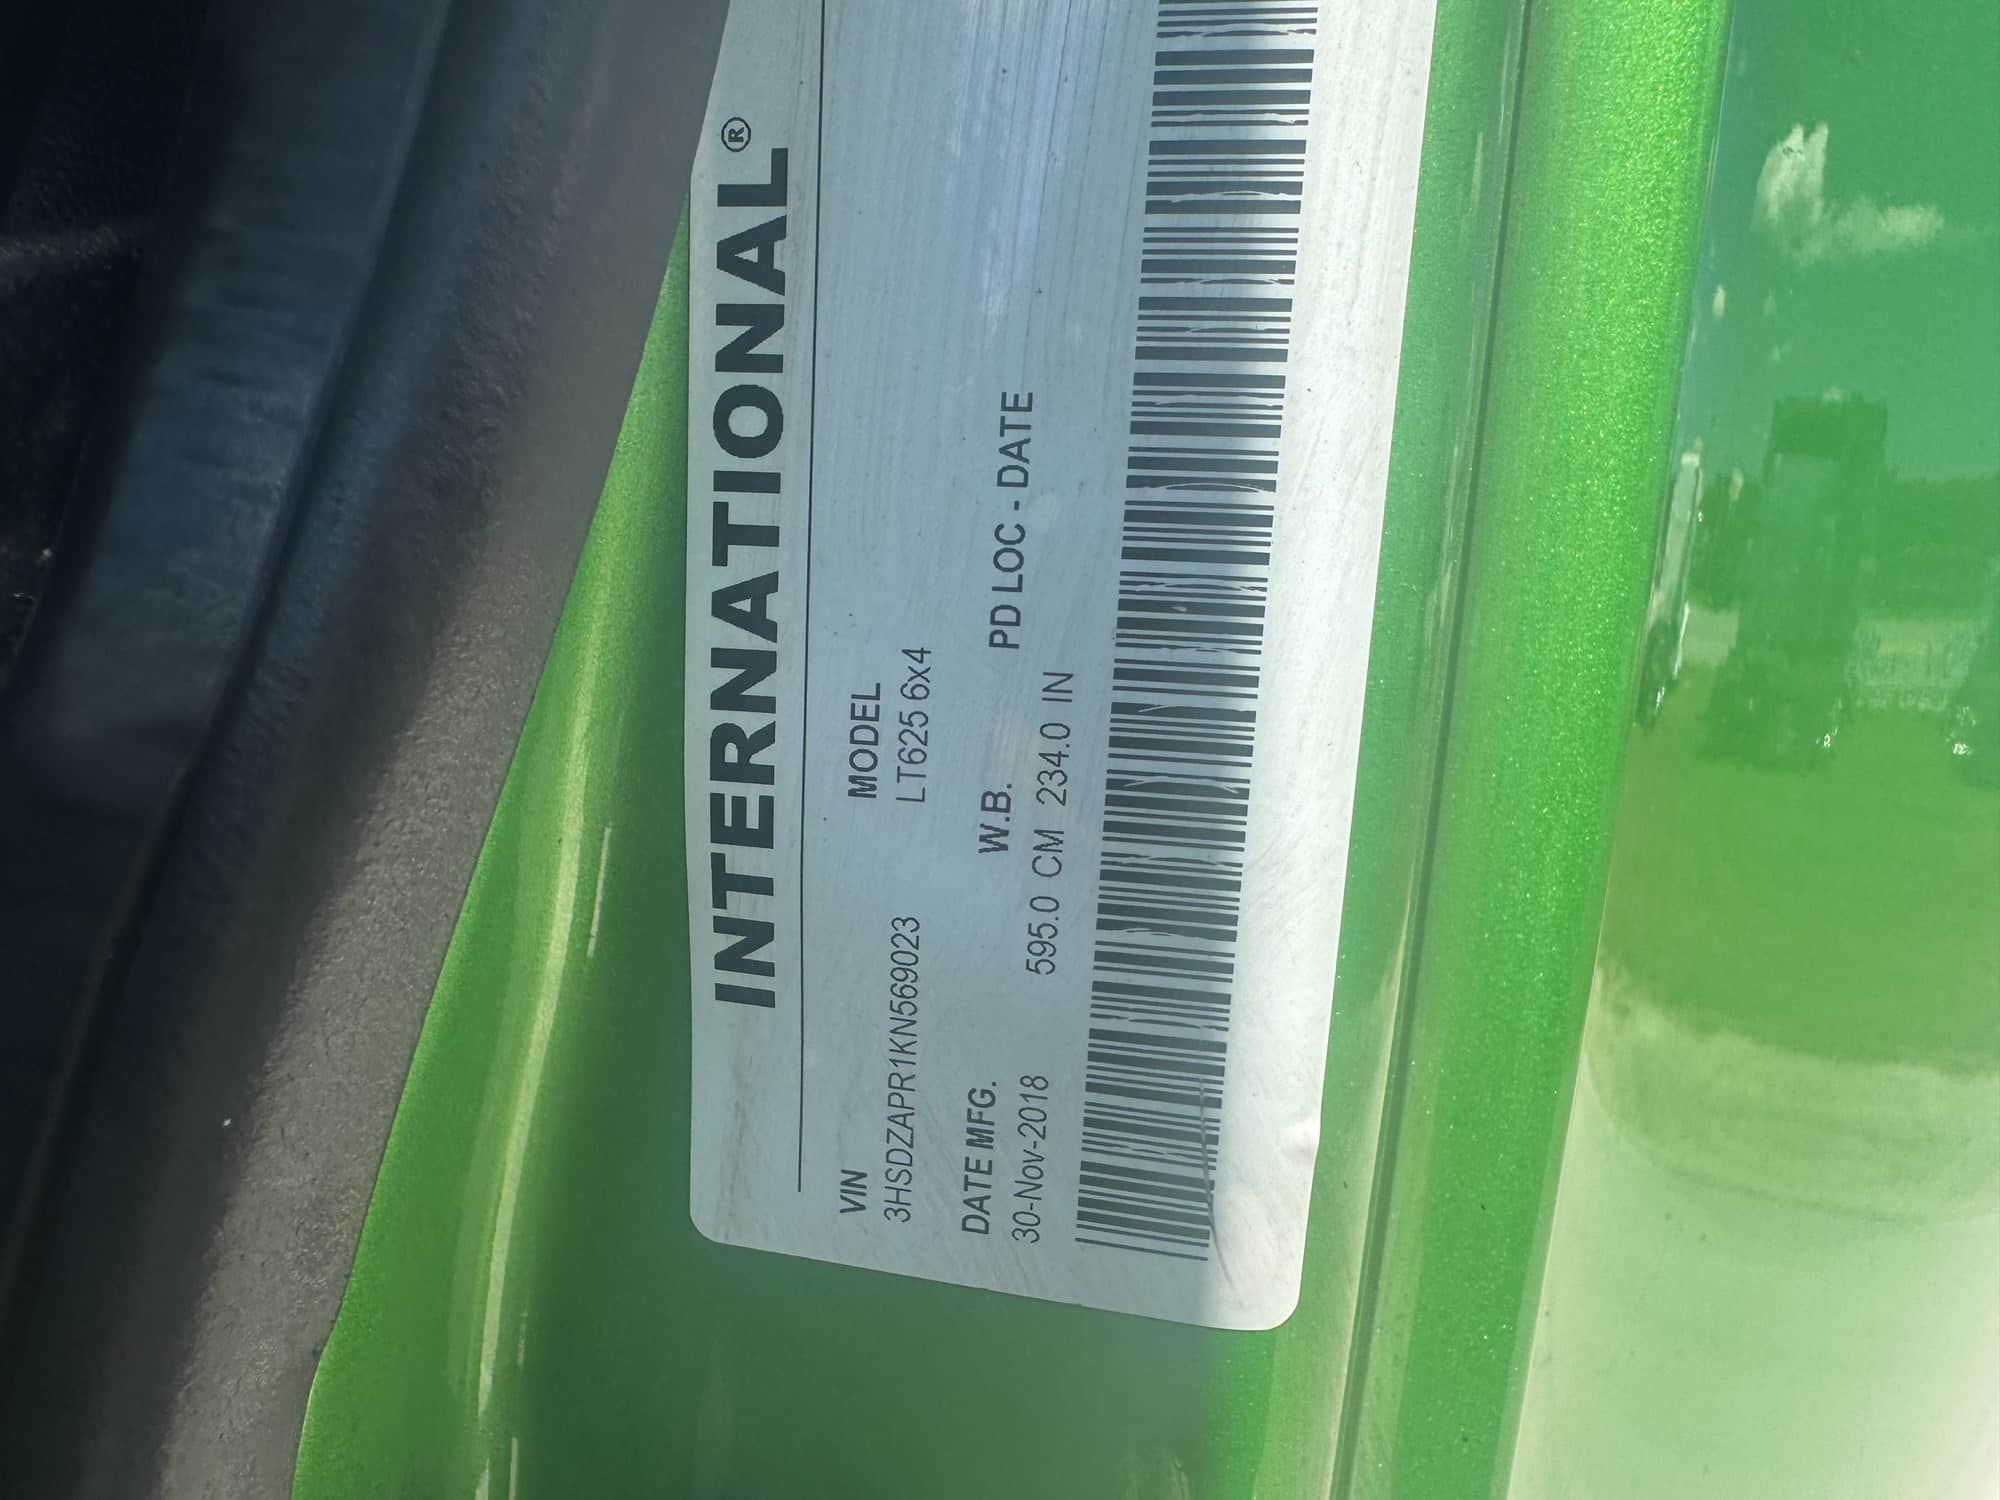 INTERNATIONAL®
VIN MODEL
3HSDZAPR1KN569023 LT625 6x4
DATE MFG. W.B. PD LOC - DATE
30-Nov-2018 595.0 CM 234.0 IN